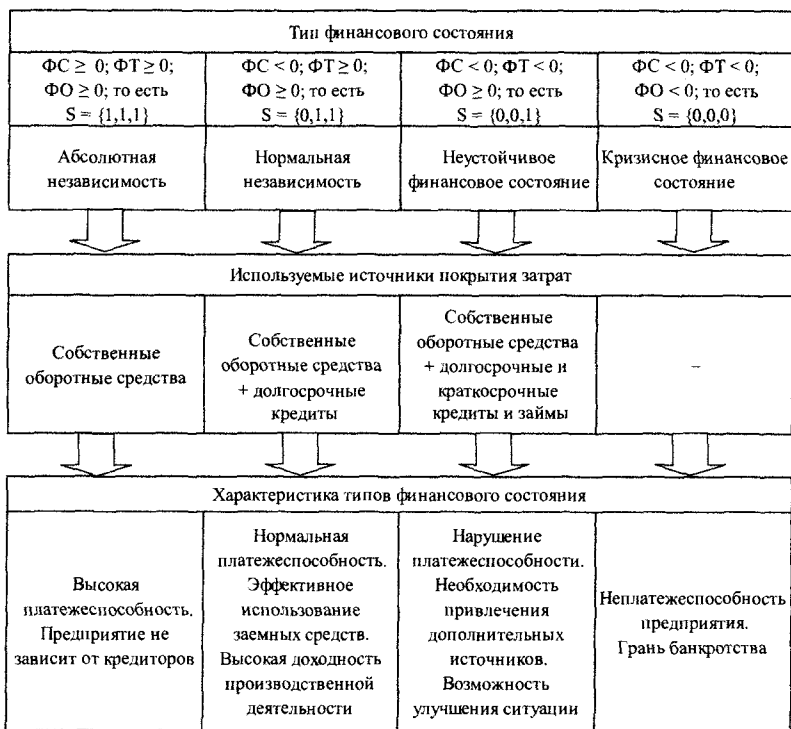 Тип финансового состояния
ФС ≥ 0; ФТ ≥ 0;
ФО ≥ 0; то есть
S = {1,1,1}
ФС < 0; ФТ ≥ 0;
ФО ≥ 0; то есть
S = {0,1,1}
ФС < 0; ФТ < 0;
ФО ≥ 0; то есть
S = {0,0,1}
ФС < 0; ФТ < 0;
ФО < 0; то есть
S = {0,0,0}
Абсолютная
независимость
Нормальная
независимость
Неустойчивое
финансовое состояние
Кризисное финансовое
состояние
Используемые источники покрытия затрат
Собственные
оборотные средства
Собственные
оборотные средства
+ долгосрочные
кредиты
Собственные
оборотные средства
+ долгосрочные и
краткосрочные
кредиты и займы
–
Характеристика типов финансового состояния
Высокая
платежеспособность.
Предприятие не
зависит от кредиторов
Нормальная
платежеспособность.
Эффективное
использование
заемных средств.
Высокая доходность
производственной
деятельности
Нарушение
платежеспособности.
Необходимость
привлечения
дополнительных
источников.
Возможность
улучшения ситуации
Неплатежеспособность
предприятия.
Грань банкротства